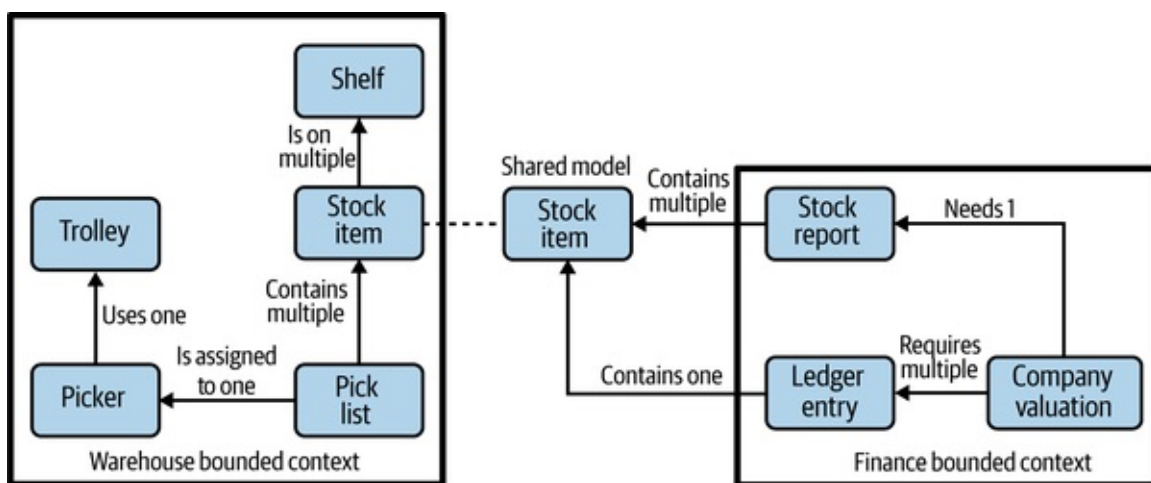 Shelf
Is on
multiple
Shared model
Stock
item
Stock
item
Contains
multiple
Stock
report
Needs 1
Trolley
Contains
multiple
Uses one
Is assigned
to one
Picker
Pick
list
Contains one
Requires
multiple
Ledger
entry
Company
valuation
Warehouse bounded context
Finance bounded context